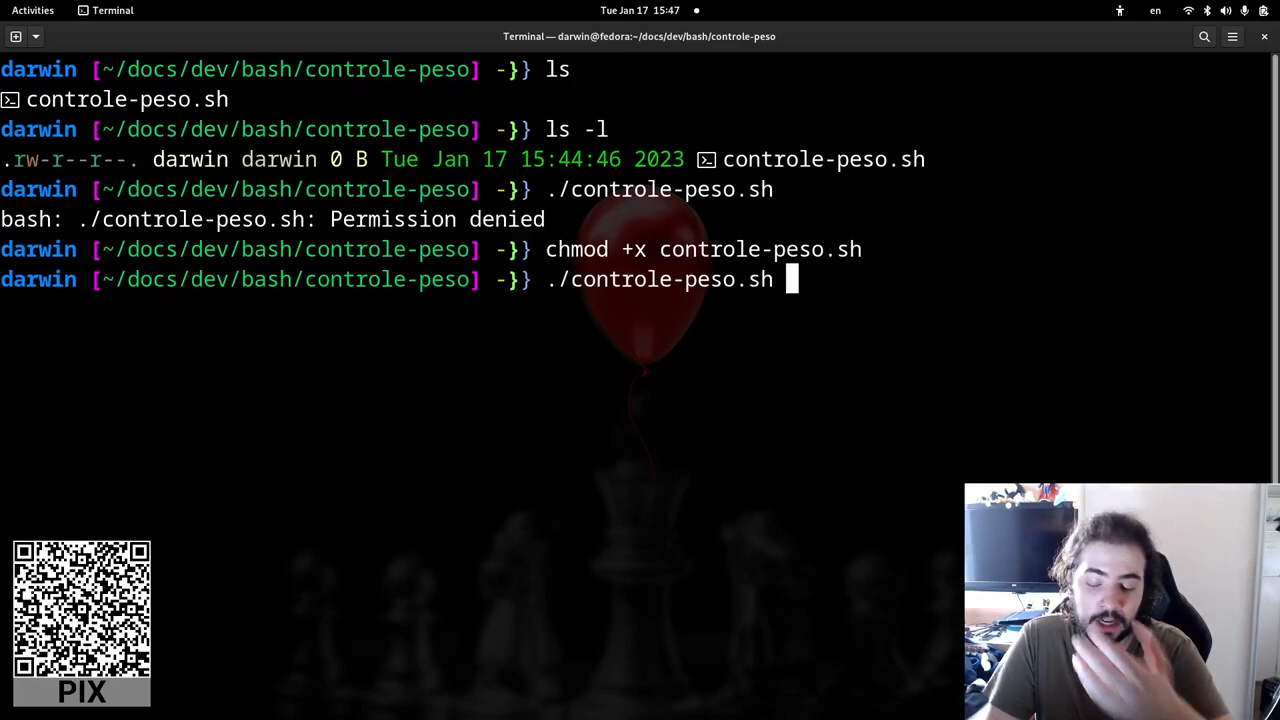 Activities Terminal Tue Jan 17 15:47 en
Terminal — darwin@fedora:~/docs/dev/bash/controle-peso
darwin [~/docs/dev/bash/controle-peso] -}} ls
controle-peso.sh
darwin [~/docs/dev/bash/controle-peso] -}} ls -l
.rw-r--r--. darwin darwin 0 B Tue Jan 17 15:44:46 2023 controle-peso.sh
darwin [~/docs/dev/bash/controle-peso] -}} ./controle-peso.sh
bash: ./controle-peso.sh: Permission denied
darwin [~/docs/dev/bash/controle-peso] -}} chmod +x controle-peso.sh
darwin [~/docs/dev/bash/controle-peso] -}} ./controle-peso.sh
PIX